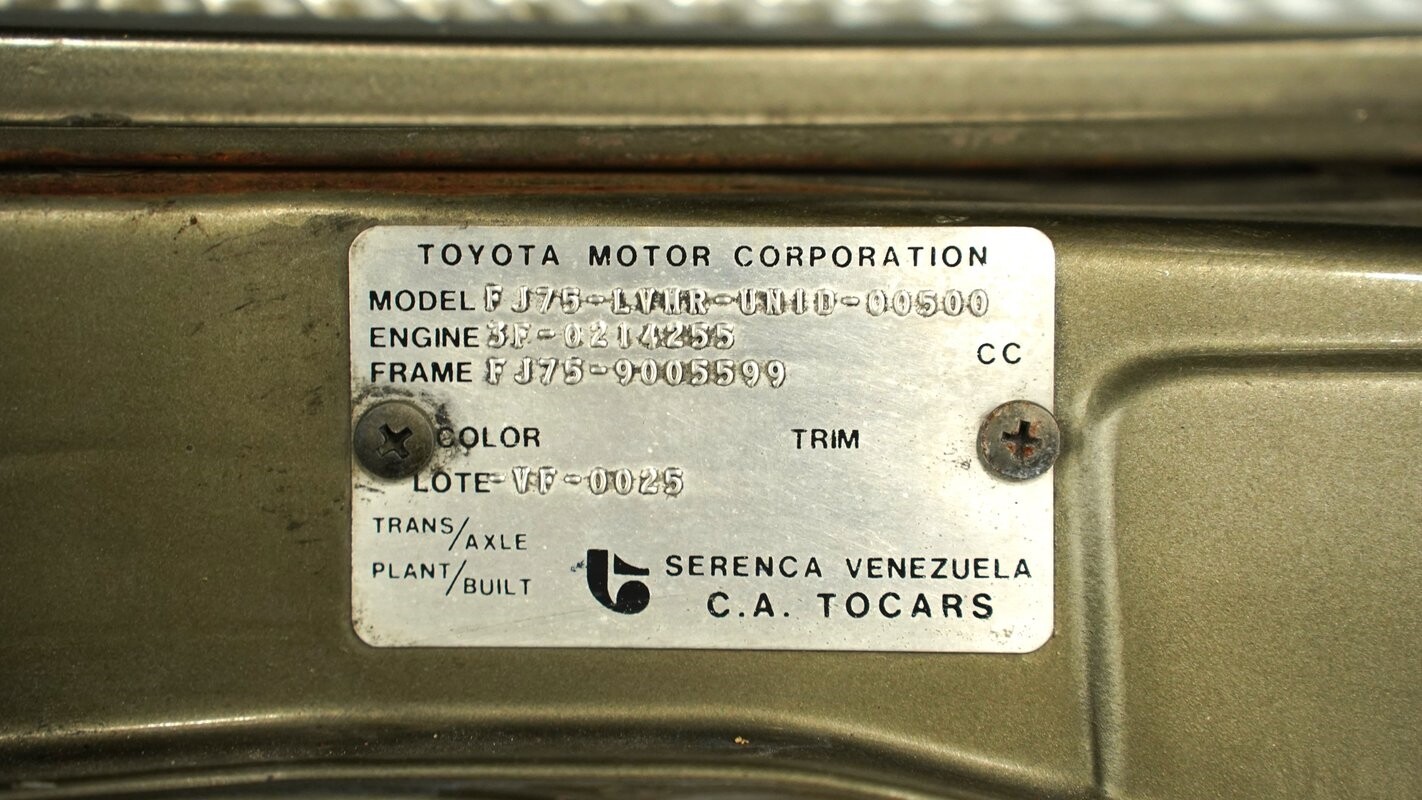 TOYOTA MOTOR CORPORATION
MODEL FJ75-LVMR-UNID-00500
ENGINE 3F-0214255
CC
FRAME FJ75-9005599
COLOR TRIM
LOTE-VF-0025
TRANS/AXLE
PLANT/BUILT
SERENCA VENEZUELA
C.A. TOCARS